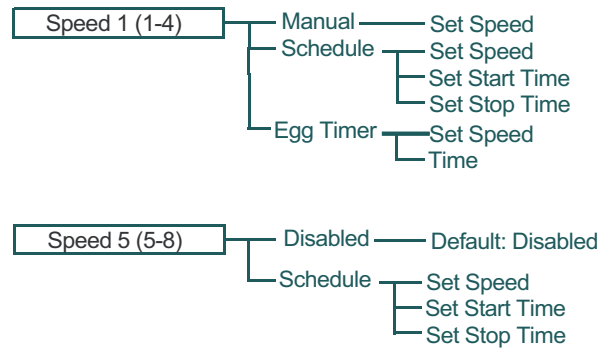 Speed 1 (1-4) Manual Set Speed
Schedule Set Speed
Set Start Time
Set Stop Time
Egg Timer Set Speed
Time
Speed 5 (5-8) Disabled Default: Disabled
Schedule Set Speed
Set Start Time
Set Stop Time